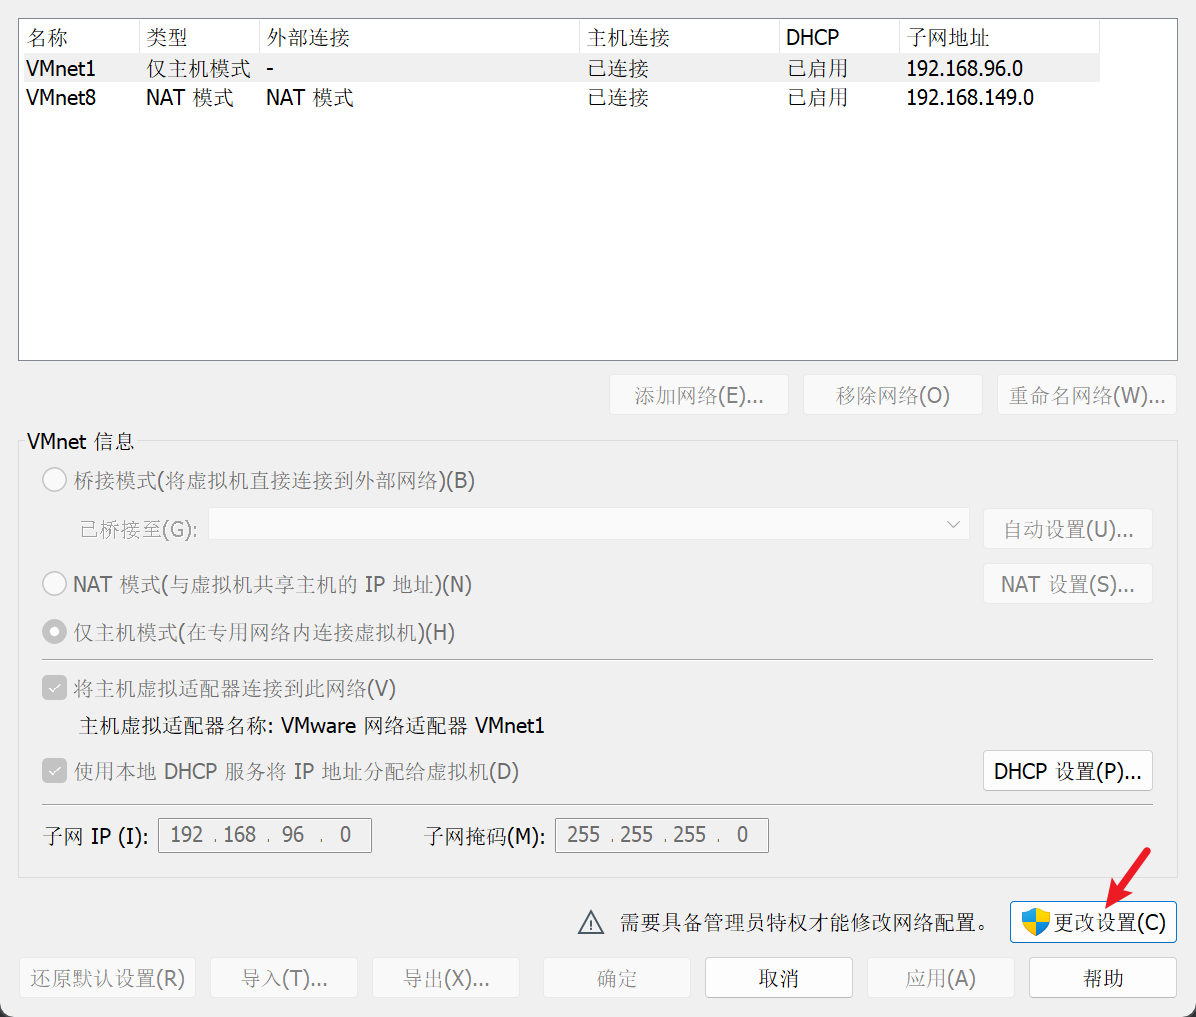 名称 类型 外部连接 主机连接 DHCP 子网地址
VMnet1 仅主机模式 - 已连接 已启用 192.168.96.0
VMnet8 NAT 模式 NAT 模式 已连接 已启用 192.168.149.0
添加网络(E)... 移除网络(O) 重命名网络(W)...
VMnet 信息
桥接模式(将虚拟机直接连接到外部网络)(B)
已桥接至(G): 自动设置(U)...
NAT 模式(与虚拟机共享主机的 IP 地址)(N) NAT 设置(S)...
仅主机模式(在专用网络内连接虚拟机)(H)
将主机虚拟适配器连接到此网络(V)
主机虚拟适配器名称: VMware 网络适配器 VMnet1
使用本地 DHCP 服务将 IP 地址分配给虚拟机(D) DHCP 设置(P)...
子网 IP (I): 192 . 168 . 96 . 0 子网掩码(M): 255 . 255 . 255 . 0
需要具备管理员特权才能修改网络配置。 更改设置(C)
还原默认设置(R) 导入(T)... 导出(X)... 确定 取消 应用(A) 帮助